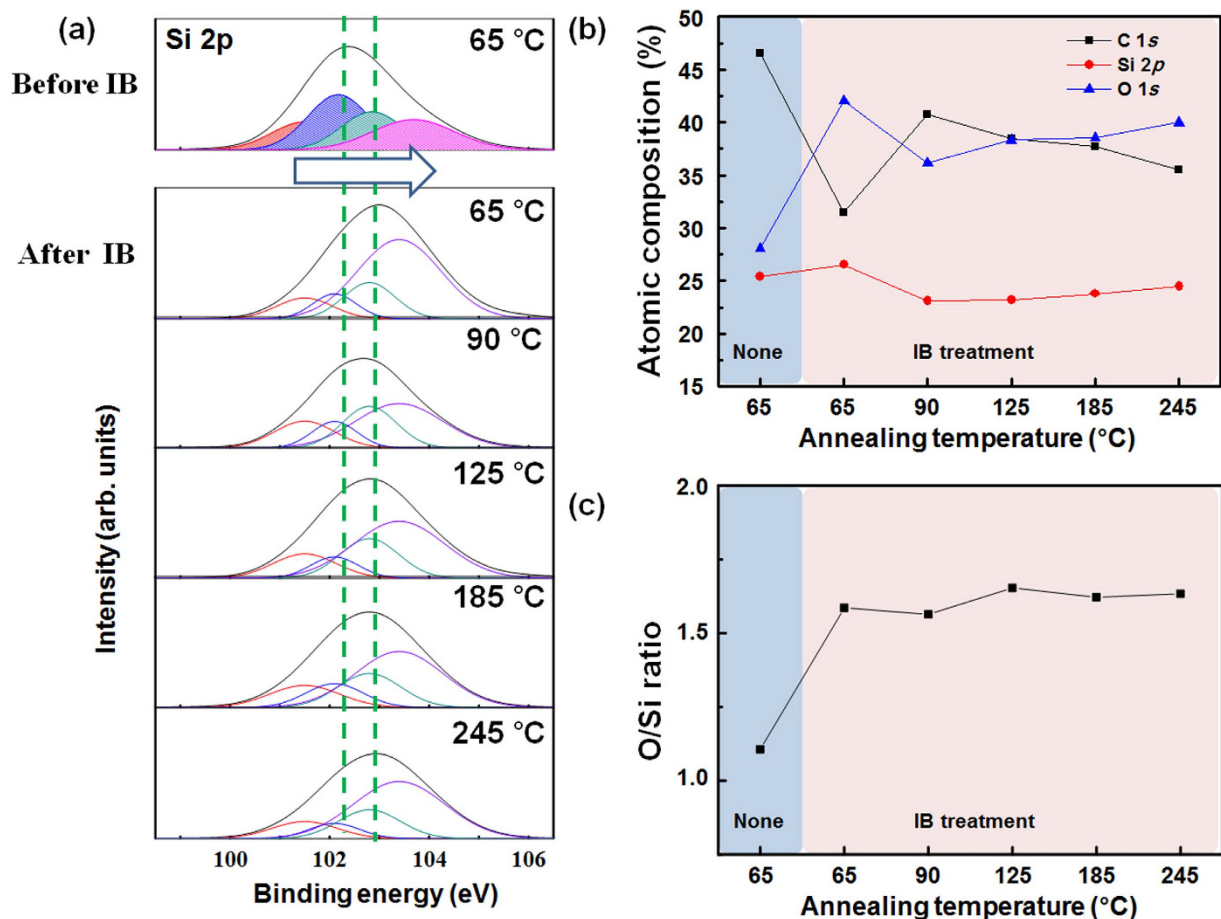 (a)
Before IB
Si 2p
65 °C
After IB
65 °C
90 °C
125 °C
185 °C
245 °C
Intensity (arb. units)
100 102 104 106
Binding energy (eV)
(b)
50
45
40
35
30
25
20
15
Atomic composition (%)
C 1s
Si 2p
O 1s
None
IB treatment
65 65 90 125 185 245
Annealing temperature (°C)
(c)
2.0
1.5
1.0
O/Si ratio
None
IB treatment
65 65 90 125 185 245
Annealing temperature (°C)